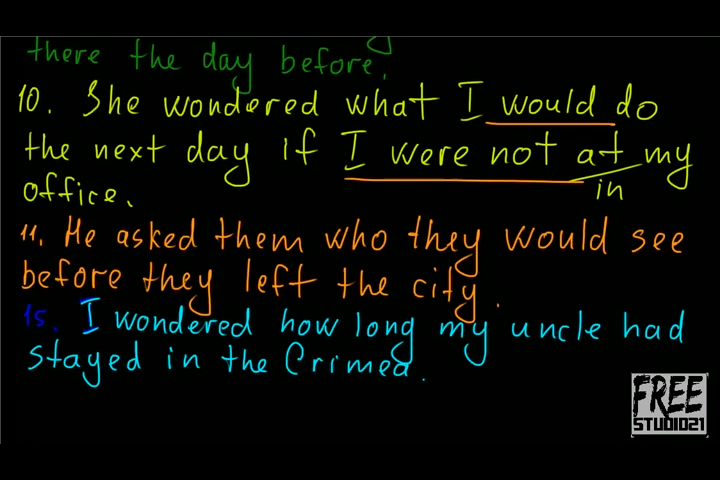 there the day before.
10. She wondered what I would do
the next day if I were not at my
in
office.
11. He asked them who they would see
before they left the city.
15. I wondered how long my uncle had
stayed in the Crimea.
FREE
STUDIO21